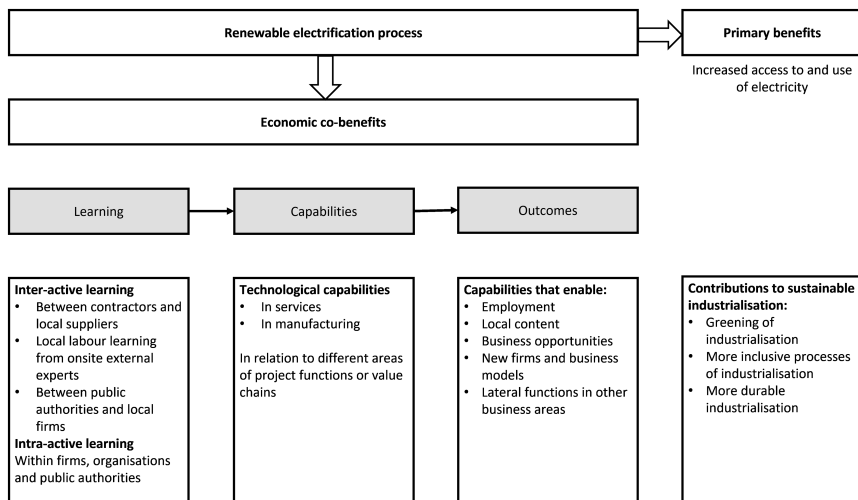 Renewable electrification process
Primary benefits
Increased access to and use
of electricity
Economic co-benefits
Learning
Capabilities
Outcomes
Inter-active learning
• Between contractors and
local suppliers
• Local labour learning
from onsite external
experts
• Between public
authorities and local
firms
Intra-active learning
Within firms, organisations
and public authorities
Technological capabilities
• In services
• In manufacturing
In relation to different areas
of project functions or value
chains
Capabilities that enable:
• Employment
• Local content
• Business opportunities
• New firms and business
models
• Lateral functions in other
business areas
Contributions to sustainable
industrialisation:
• Greening of
industrialisation
• More inclusive processes
of industrialisation
• More durable
industrialisation